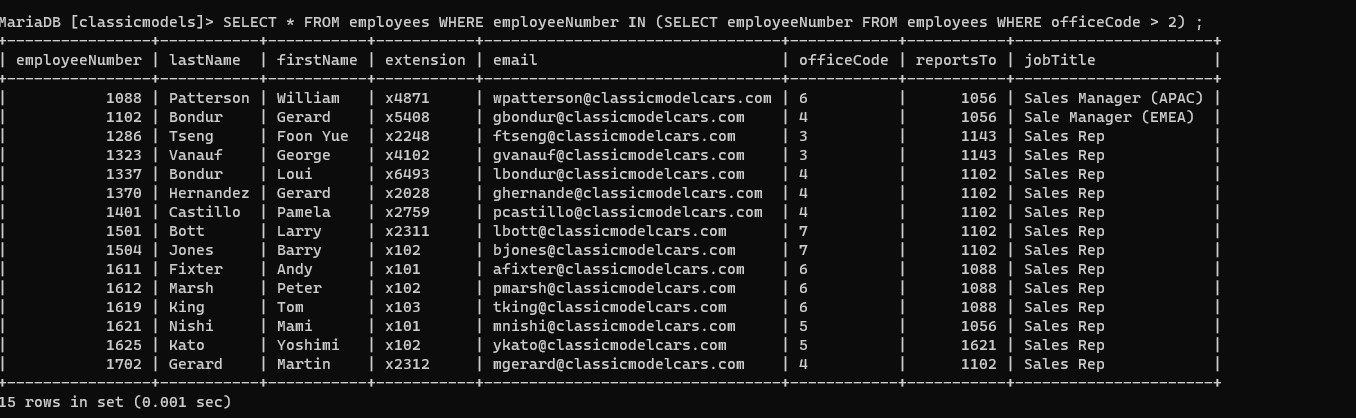 MariaDB [classicmodels]> SELECT * FROM employees WHERE employeeNumber IN (SELECT employeeNumber FROM employees WHERE officeCode > 2) ;
+----------------+-----------+-----------+-----------+---------------------------------+------------+-----------+----------------------+
| employeeNumber | lastName  | firstName | extension | email                           | officeCode | reportsTo | jobTitle             |
+----------------+-----------+-----------+-----------+---------------------------------+------------+-----------+----------------------+
|           1088 | Patterson | William   | x4871     | wpatterson@classicmodelcars.com | 6          |      1056 | Sales Manager (APAC) |
|           1102 | Bondur    | Gerard    | x5408     | gbondur@classicmodelcars.com    | 4          |      1056 | Sale Manager (EMEA)  |
|           1286 | Tseng     | Foon Yue  | x2248     | ftseng@classicmodelcars.com     | 3          |      1143 | Sales Rep            |
|           1323 | Vanauf    | George    | x4102     | gvanauf@classicmodelcars.com    | 3          |      1143 | Sales Rep            |
|           1337 | Bondur    | Loui      | x6493     | lbondur@classicmodelcars.com    | 4          |      1102 | Sales Rep            |
|           1370 | Hernandez | Gerard    | x2028     | ghernande@classicmodelcars.com  | 4          |      1102 | Sales Rep            |
|           1401 | Castillo  | Pamela    | x2759     | pcastillo@classicmodelcars.com  | 4          |      1102 | Sales Rep            |
|           1501 | Bott      | Larry     | x2311     | lbott@classicmodelcars.com      | 7          |      1102 | Sales Rep            |
|           1504 | Jones     | Barry     | x102      | bjones@classicmodelcars.com     | 7          |      1102 | Sales Rep            |
|           1611 | Fixter    | Andy      | x101      | afixter@classicmodelcars.com    | 6          |      1088 | Sales Rep            |
|           1612 | Marsh     | Peter     | x102      | pmarsh@classicmodelcars.com     | 6          |      1088 | Sales Rep            |
|           1619 | King      | Tom       | x103      | tking@classicmodelcars.com      | 6          |      1088 | Sales Rep            |
|           1621 | Nishi     | Mami      | x101      | mnishi@classicmodelcars.com     | 5          |      1056 | Sales Rep            |
|           1625 | Kato      | Yoshimi   | x102      | ykato@classicmodelcars.com      | 5          |      1621 | Sales Rep            |
|           1702 | Gerard    | Martin    | x2312     | mgerard@classicmodelcars.com    | 4          |      1102 | Sales Rep            |
+----------------+-----------+-----------+-----------+---------------------------------+------------+-----------+----------------------+
15 rows in set (0.001 sec)